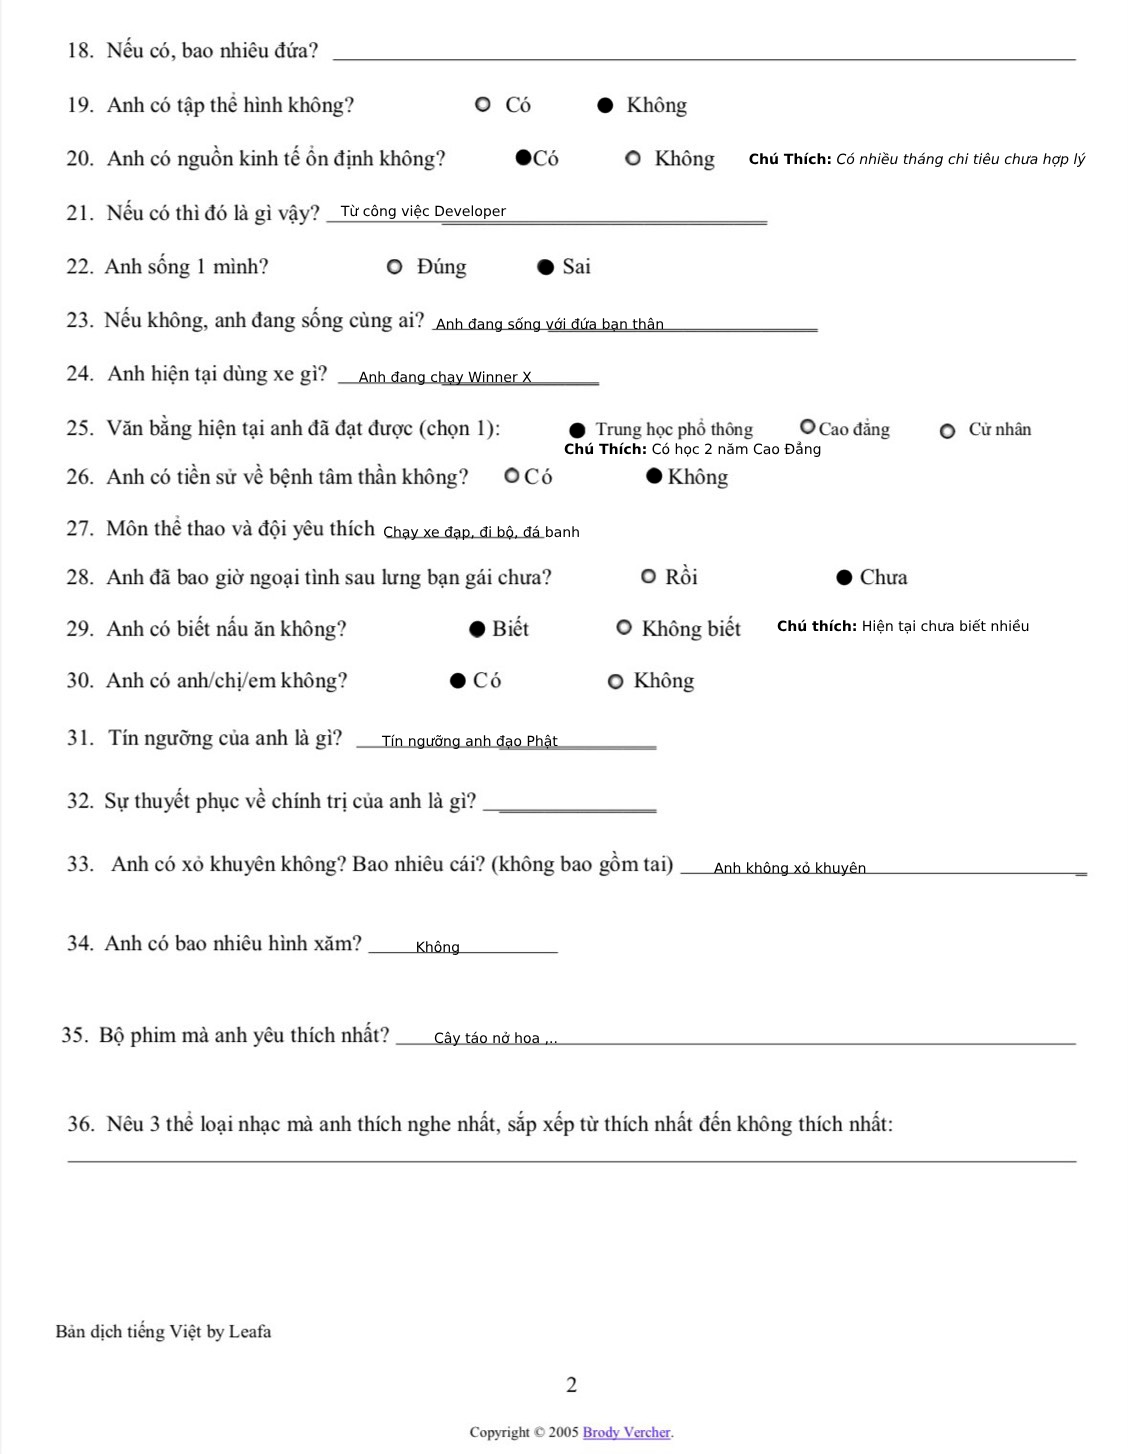 18. Nếu có, bao nhiêu đứa? ____
19. Anh có tập thể hình không? Có Không
20. Anh có nguồn kinh tế ổn định không? Có Không Chú Thích: Có nhiều tháng chi tiêu chưa hợp lý
21. Nếu có thì đó là gì vậy? Từ công việc Developer
22. Anh sống 1 mình? Đúng Sai
23. Nếu không, anh đang sống cùng ai? Anh đang sống với đứa bạn thân
24. Anh hiện tại dùng xe gì? Anh đang chạy Winner X
25. Văn bằng hiện tại anh đã đạt được (chọn 1): Trung học phổ thông Cao đẳng Cử nhân
Chú Thích: Có học 2 năm Cao Đẳng
26. Anh có tiền sử về bệnh tâm thần không? Có Không
27. Môn thể thao và đội yêu thích Chạy xe đạp, đi bộ, đá banh
28. Anh đã bao giờ ngoại tình sau lưng bạn gái chưa? Rồi Chưa
29. Anh có biết nấu ăn không? Biết Không biết Chú thích: Hiện tại chưa biết nhiều
30. Anh có anh/chị/em không? Có Không
31. Tín ngưỡng của anh là gì? Tín ngưỡng anh đạo Phật
32. Sự thuyết phục về chính trị của anh là gì? ____
33. Anh có xỏ khuyên không? Bao nhiêu cái? (không bao gồm tai) Anh không xỏ khuyên
34. Anh có bao nhiêu hình xăm? Không
35. Bộ phim mà anh yêu thích nhất? Cây táo nở hoa ,..
36. Nêu 3 thể loại nhạc mà anh thích nghe nhất, sắp xếp từ thích nhất đến không thích nhất:
Bản dịch tiếng Việt by Leafa
2
Copyright © 2005 Brody Vercher.